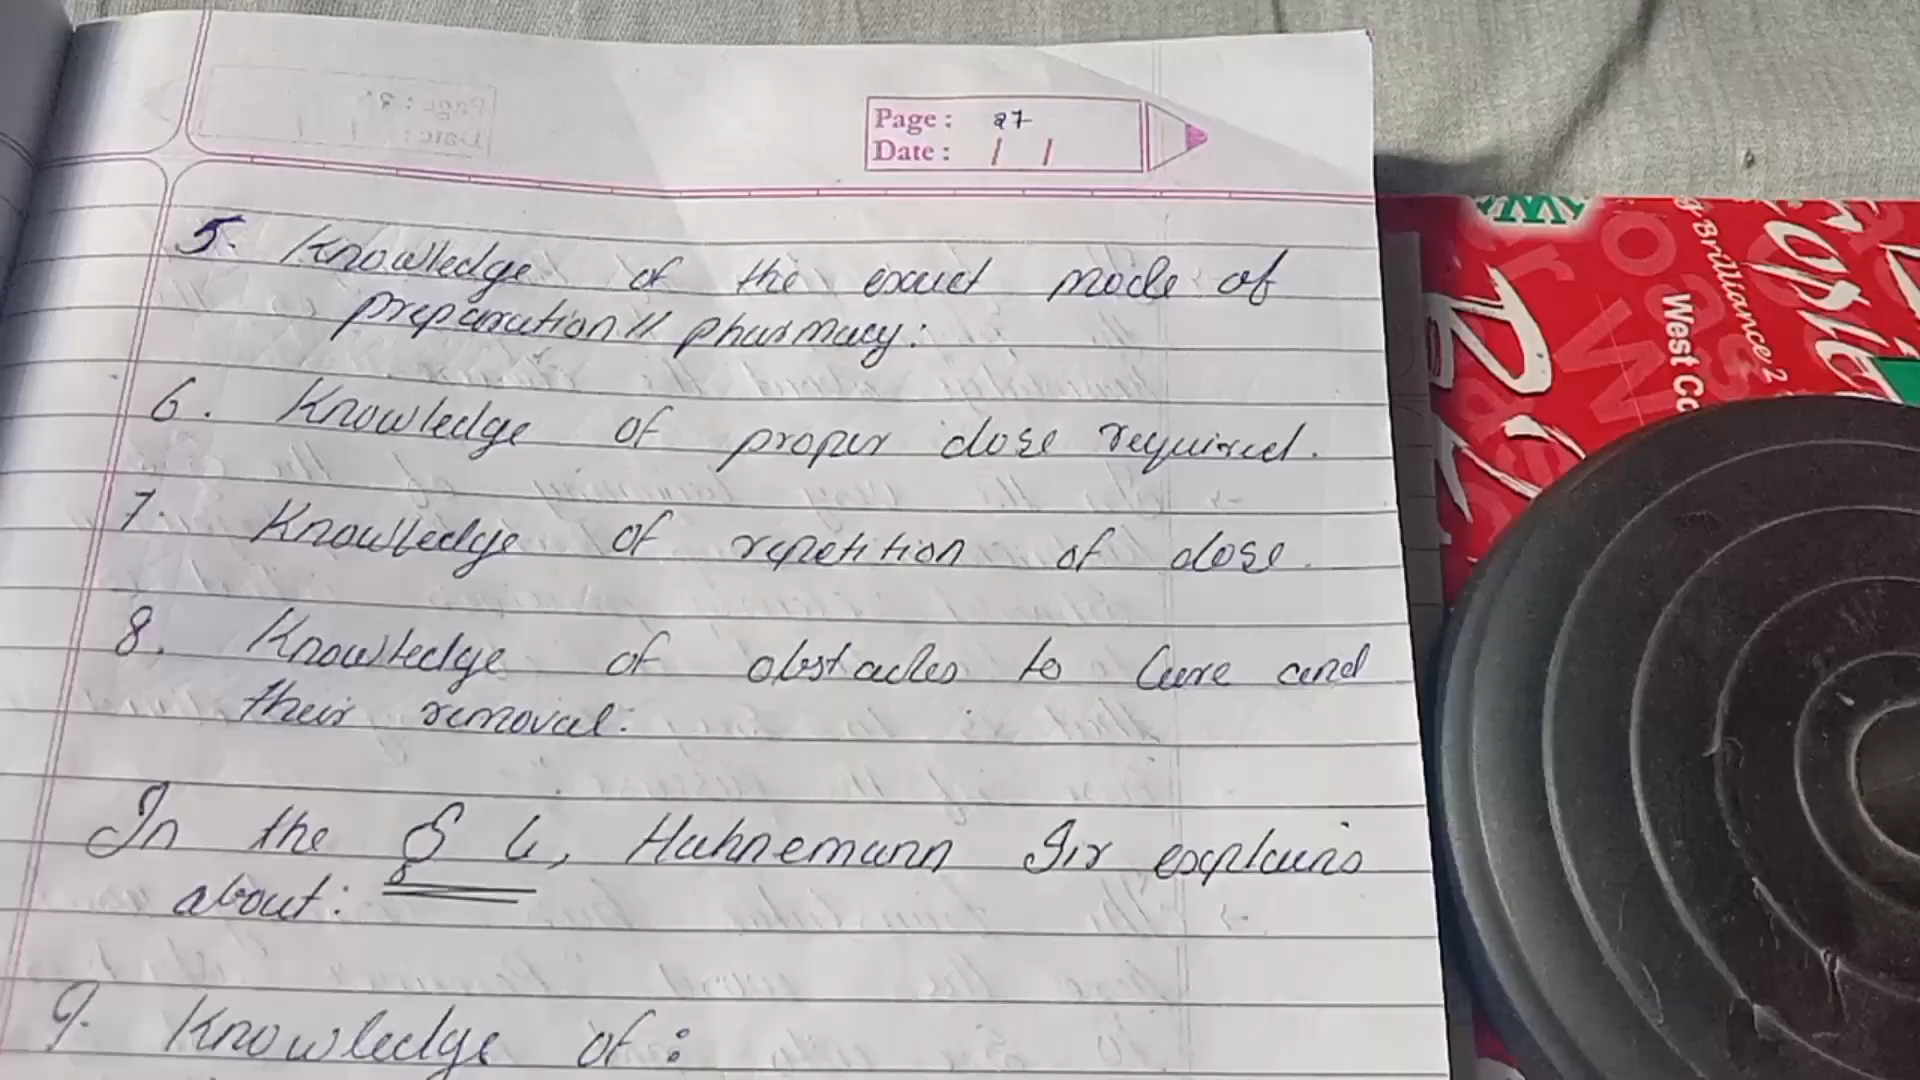 Page: 27
Date: / /
5. Knowledge of the exact mode of
preparation // pharmacy:
6. Knowledge of proper dose required.
7. Knowledge of repetition of dose.
8. Knowledge of obstacles to Cure and
their removal:
In the § 4, Hahnemann Sir explains
about:
9. Knowledge of:
Brilliance2
West Co